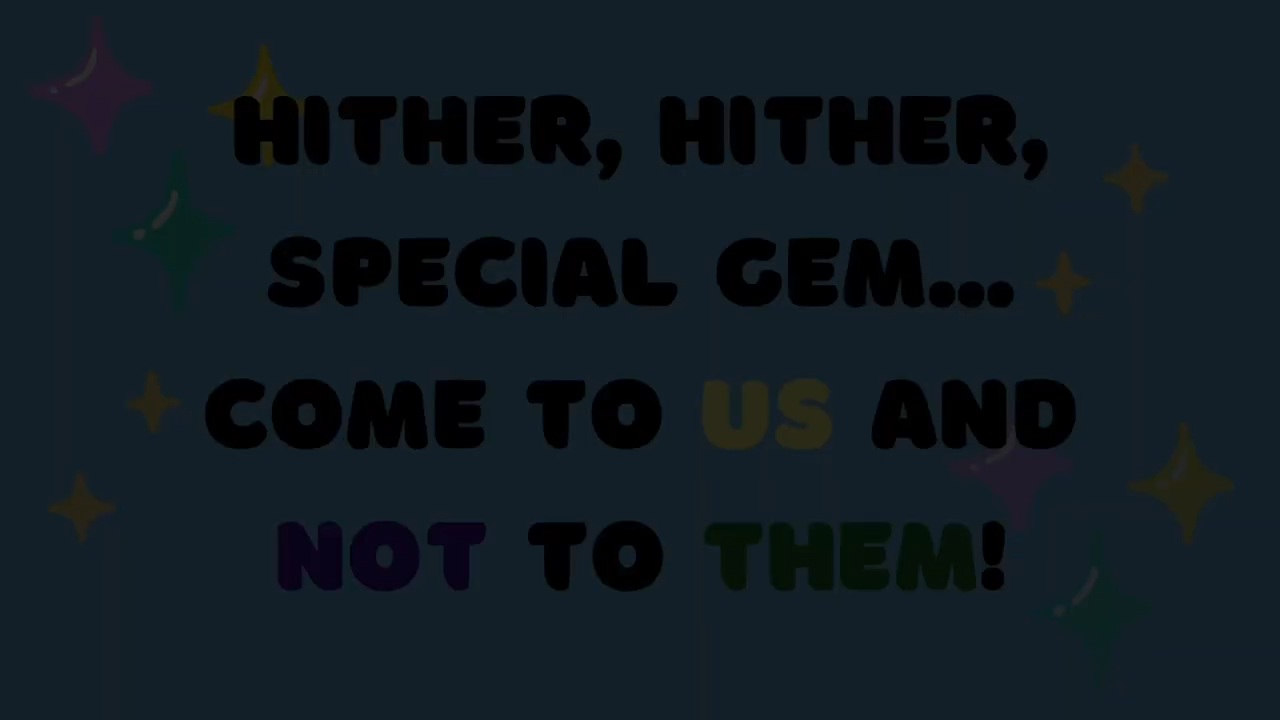 HITHER, HITHER,
SPECIAL GEM...
COME TO US AND
NOT TO THEM!